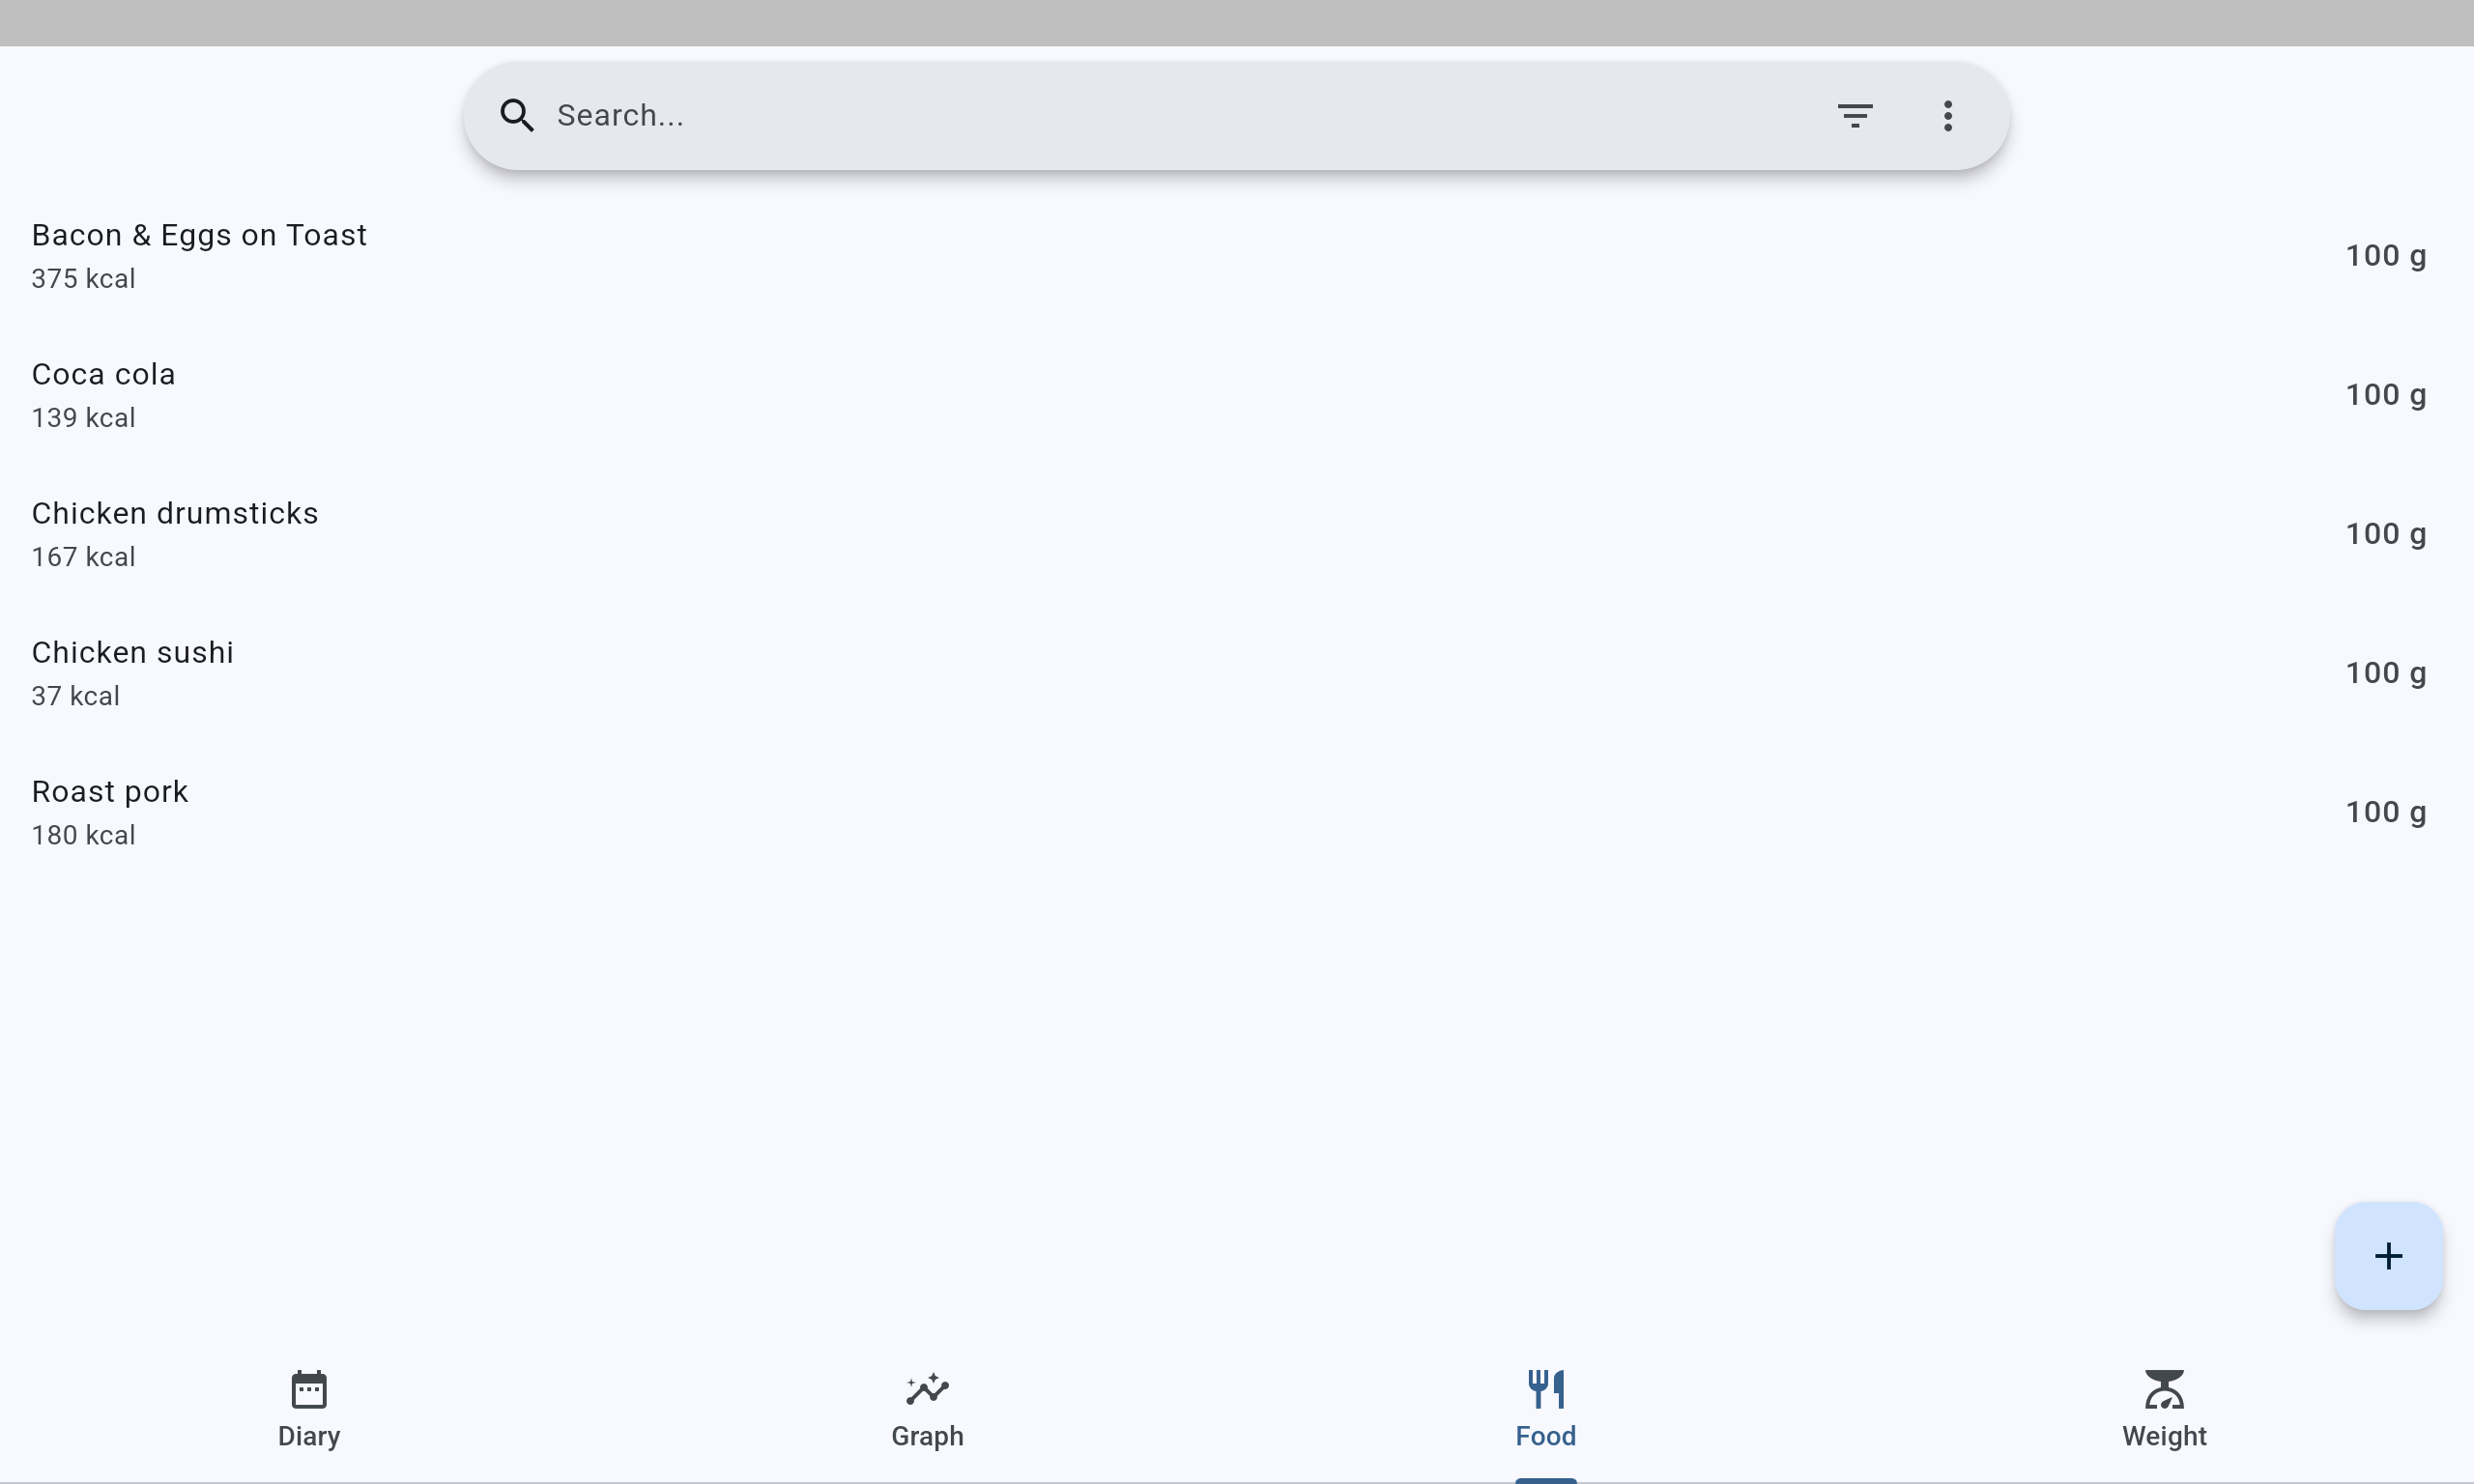 Search...
Bacon & Eggs on Toast
375 kcal
100 g
Coca cola
139 kcal
100 g
Chicken drumsticks
167 kcal
100 g
Chicken sushi
37 kcal
100 g
Roast pork
180 kcal
100 g
Diary
Graph
Food
Weight